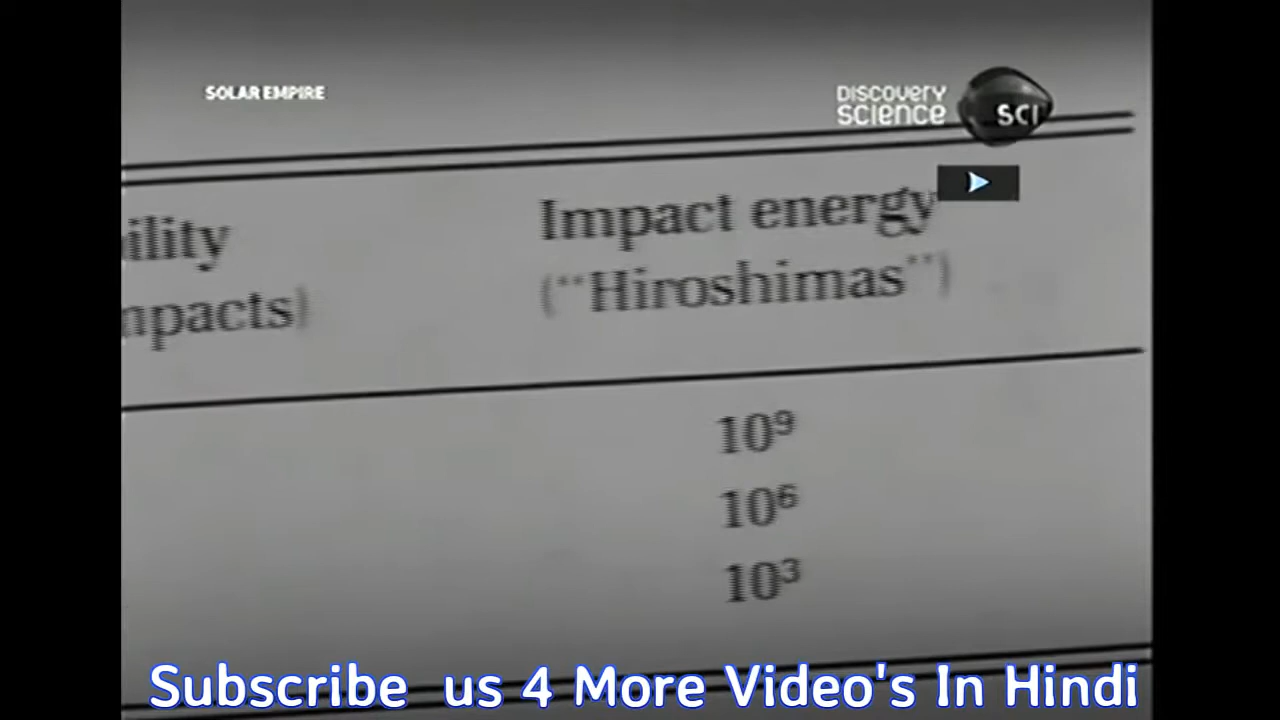 SOLAR EMPIRE
DISCOVERY
SCIENCE
SCI
Impact energy
("Hiroshimas")
ility
mpacts)
10⁹
10⁶
10³
Subscribe us 4 More Video's In Hindi